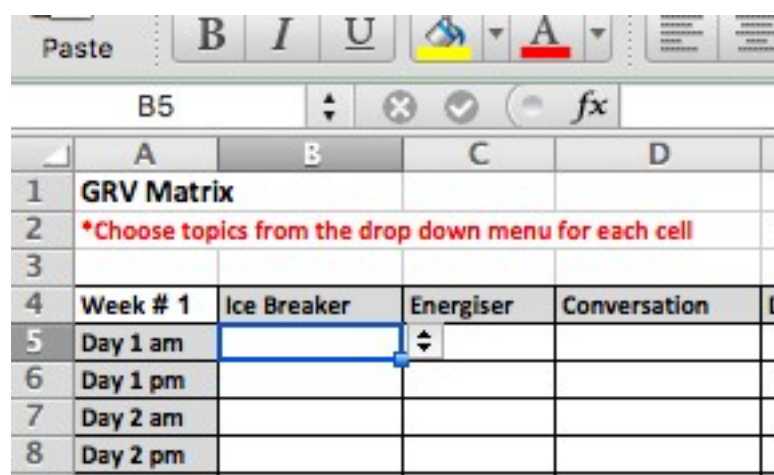 Paste B I U A
B5 fx
A B C D
1 GRV Matrix
2 *Choose topics from the drop down menu for each cell
3
4 Week # 1 Ice Breaker Energiser Conversation
5 Day 1 am
6 Day 1 pm
7 Day 2 am
8 Day 2 pm